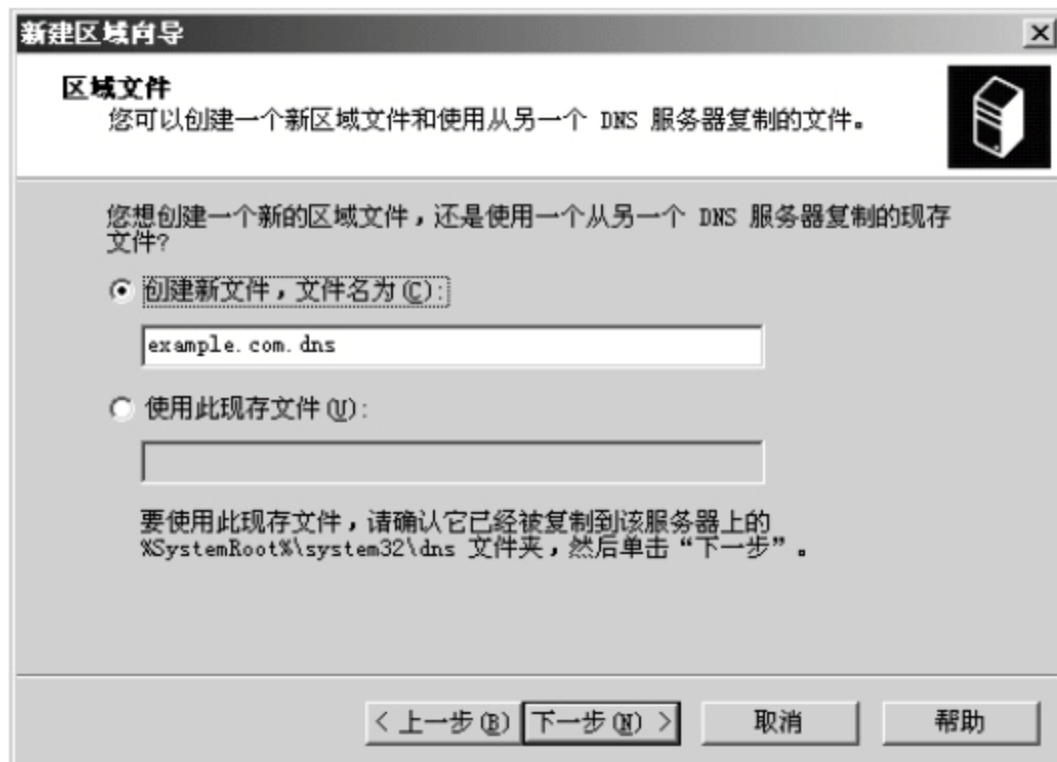 新建区域向导
区域文件
您可以创建一个新区域文件和使用从另一个 DNS 服务器复制的文件。
您想创建一个新的区域文件，还是使用一个从另一个 DNS 服务器复制的现存
文件?
创建新文件，文件名为(C):
example.com.dns
使用此现存文件(U):
要使用此现存文件，请确认它已经被复制到该服务器上的
%SystemRoot%\system32\dns 文件夹，然后单击“下一步”。
< 上一步(B) 下一步(N) > 取消 帮助